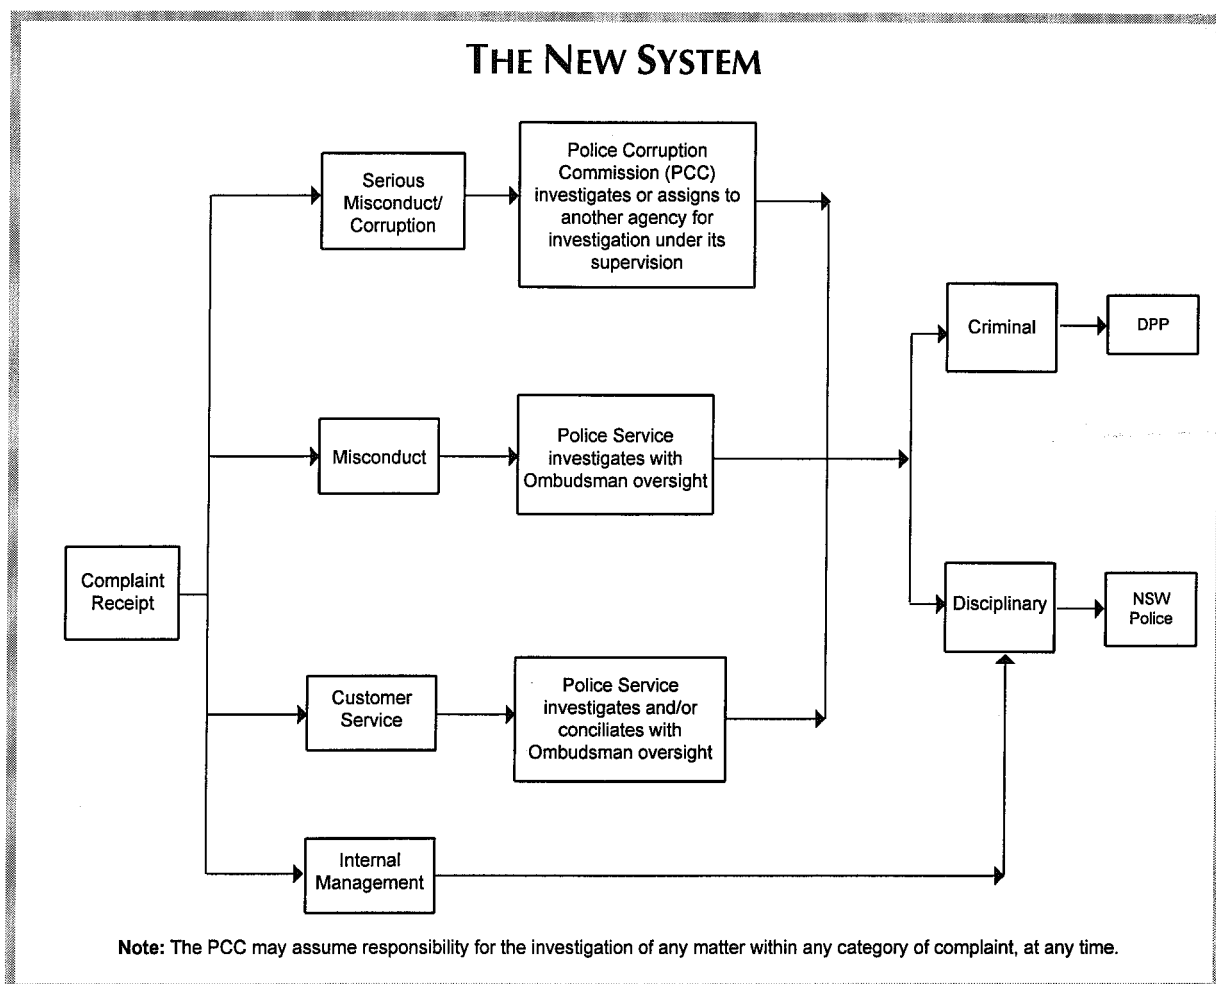 THE NEW SYSTEM
Serious
Misconduct/
Corruption
Police Corruption
Commission (PCC)
investigates or assigns to
another agency for
investigation under its
supervision
Criminal
DPP
Misconduct
Police Service
investigates with
Ombudsman oversight
Complaint
Receipt
Disciplinary
NSW
Police
Customer
Service
Police Service
investigates and/or
conciliates with
Ombudsman oversight
Internal
Management
Note: The PCC may assume responsibility for the investigation of any matter within any category of complaint, at any time.